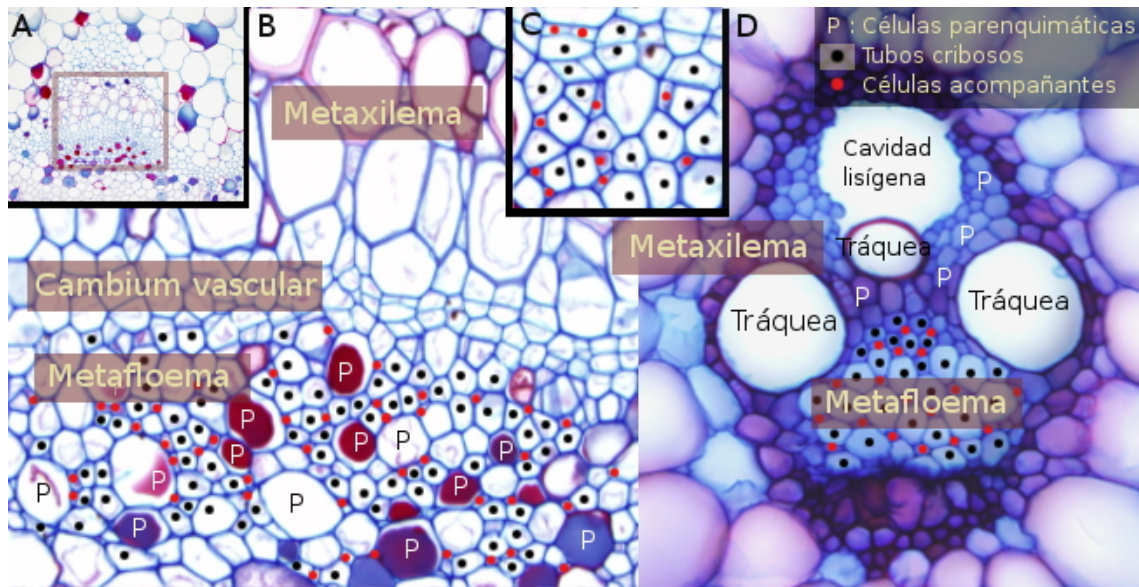 A
B
C
D
P : Células parenquimáticas
Tubos cribosos
Células acompañantes
Metaxilema
Cavidad
lisígena
P
P
Metaxilema
Tráquea
P
P
Tráquea
Tráquea
Cambium vascular
Metafloema
Metafloema
P
P
P
P
P
P
P
P
P
P
P
P
P